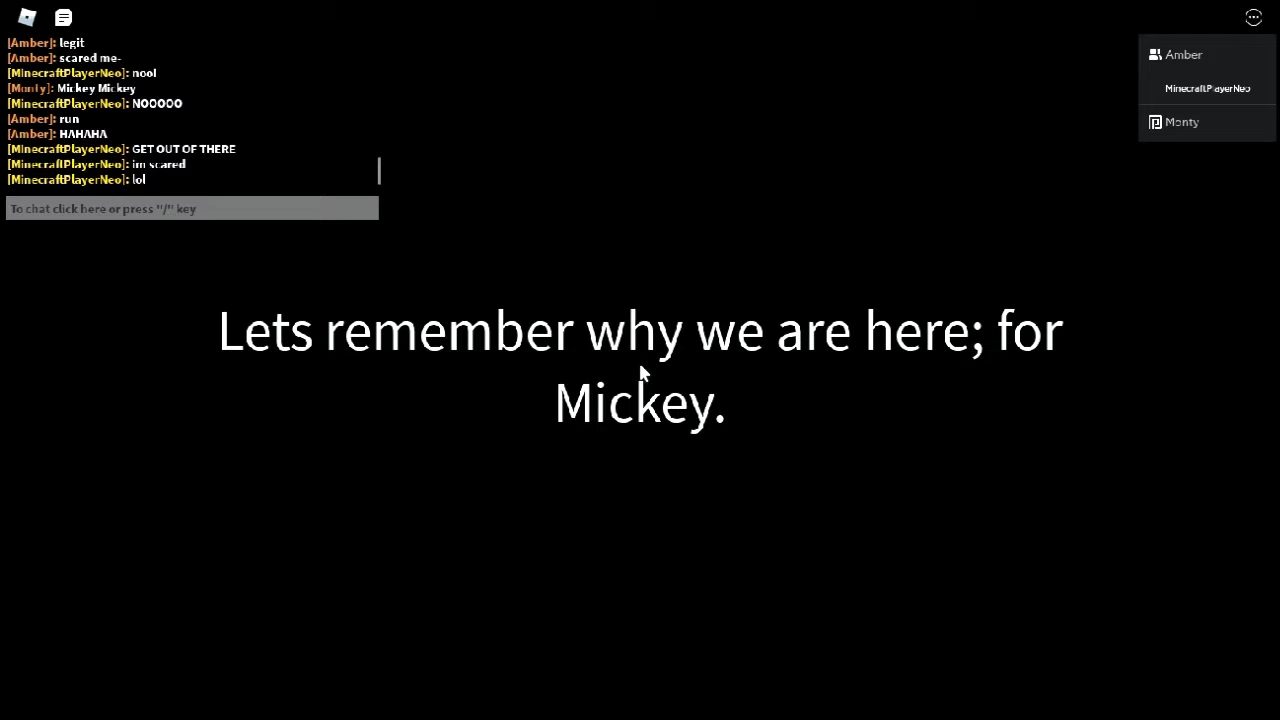 [Amber]: legit
[Amber]: scared me-
[MinecraftPlayerNeo]: noo!
[Monty]: Mickey Mickey
[MinecraftPlayerNeo]: NOOOOO
[Amber]: run
[Amber]: HAHAHA
[MinecraftPlayerNeo]: GET OUT OF THERE
[MinecraftPlayerNeo]: im scared
[MinecraftPlayerNeo]: lol
To chat click here or press "/" key
Amber
MinecraftPlayerNeo
Monty
Lets remember why we are here; for
Mickey.